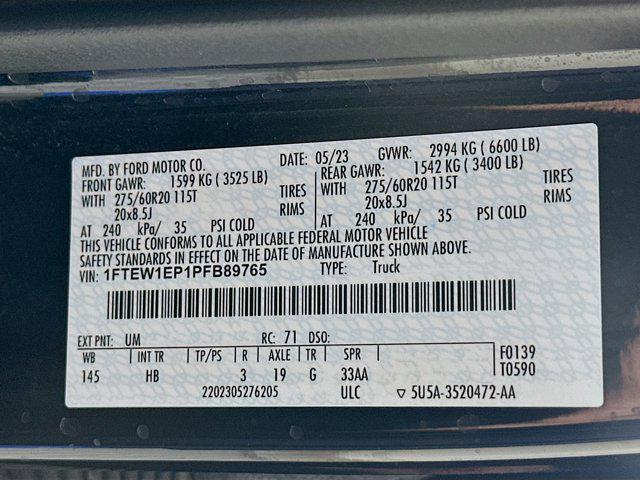 MFD. BY FORD MOTOR CO.
DATE: 05/23 GVWR: 2994 KG ( 6600 LB)
FRONT GAWR: 1599 KG ( 3525 LB)
WITH 275/60R20 115T TIRES
20x8.5J RIMS
AT 240 kPa/ 35 PSI COLD
REAR GAWR: 1542 KG ( 3400 LB)
WITH 275/60R20 115T TIRES
20x8.5J RIMS
AT 240 kPa/ 35 PSI COLD
THIS VEHICLE CONFORMS TO ALL APPLICABLE FEDERAL MOTOR VEHICLE
SAFETY STANDARDS IN EFFECT ON THE DATE OF MANUFACTURE SHOWN ABOVE.
VIN: 1FTEW1EP1PFB89765 TYPE: Truck
EXT PNT: UM RC: 71 DSO:
WB INT TR TP/PS R AXLE TR SPR F0139
145 HB 3 19 G 33AA T0590
2202305276205 ULC ▽ 5U5A-3520472-AA